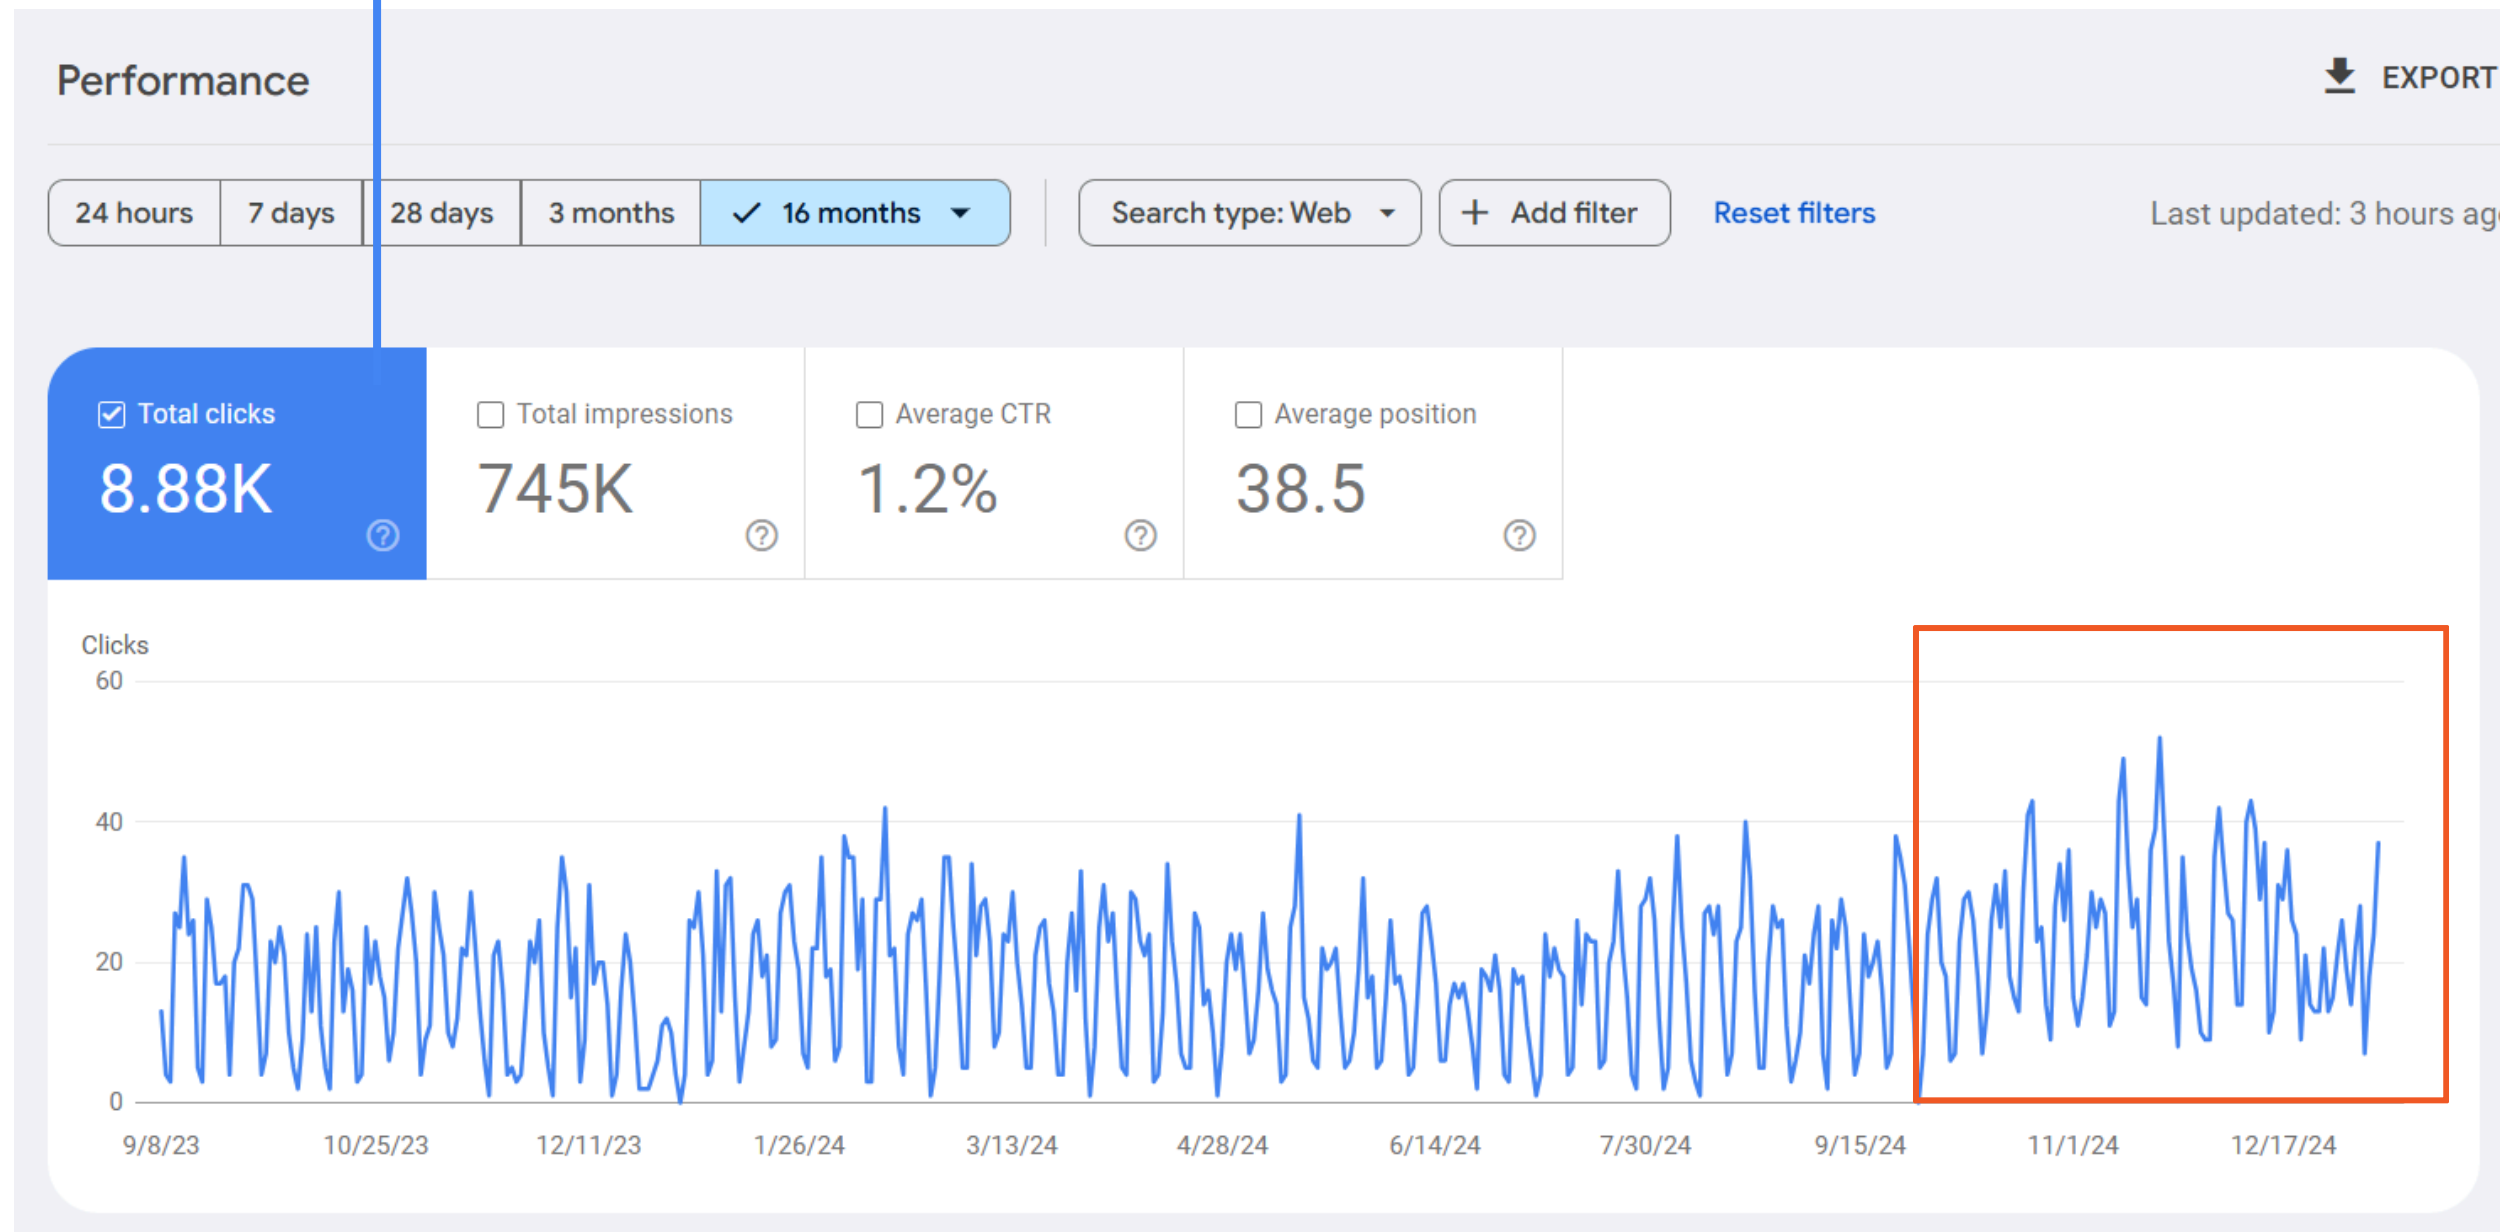 Performance
EXPORT
24 hours
7 days
28 days
3 months
16 months
Search type: Web
Add filter
Reset filters
Last updated: 3 hours ag
Total clicks
8.88K
Total impressions
745K
Average CTR
1.2%
Average position
38.5
Clicks
60
40
20
0
9/8/23
10/25/23
12/11/23
1/26/24
3/13/24
4/28/24
6/14/24
7/30/24
9/15/24
11/1/24
12/17/24